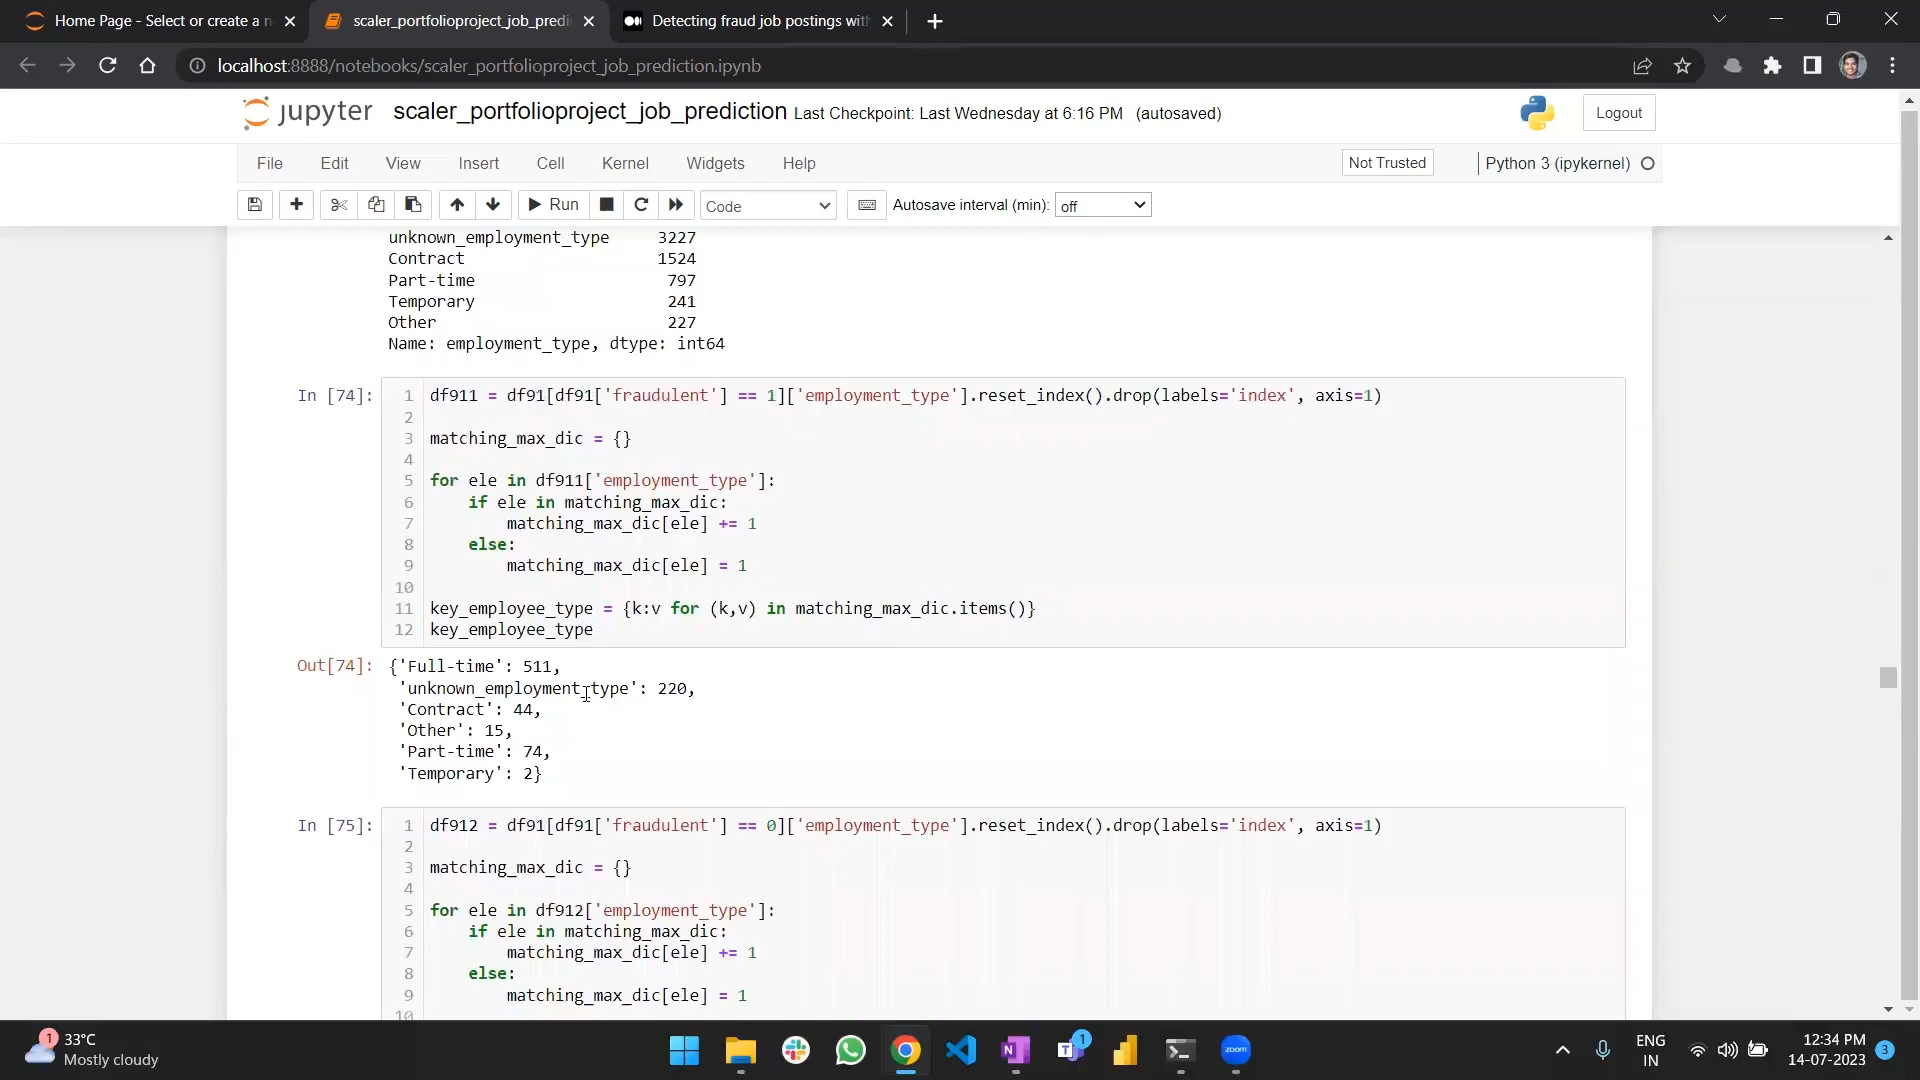 Home Page - Select or create a n
scaler_portfolioproject_job_predi
Detecting fraud job postings with
localhost:8888/notebooks/scaler_portfolioproject_job_prediction.ipynb
jupyter scaler_portfolioproject_job_prediction Last Checkpoint: Last Wednesday at 6:16 PM (autosaved)
Logout
File Edit View Insert Cell Kernel Widgets Help
Not Trusted
Python 3 (ipykernel)
Run
Code
Autosave interval (min): off
unknown_employment_type 3227
Contract 1524
Part-time 797
Temporary 241
Other 227
Name: employment_type, dtype: int64
In [74]:
1 df911 = df91[df91['fraudulent'] == 1]['employment_type'].reset_index().drop(labels='index', axis=1)
2
3 matching_max_dic = {}
4
5 for ele in df911['employment_type']:
6 if ele in matching_max_dic:
7 matching_max_dic[ele] += 1
8 else:
9 matching_max_dic[ele] = 1
10
11 key_employee_type = {k:v for (k,v) in matching_max_dic.items()}
12 key_employee_type
Out[74]: {'Full-time': 511,
'unknown_employment_type': 220,
'Contract': 44,
'Other': 15,
'Part-time': 74,
'Temporary': 2}
In [75]:
1 df912 = df91[df91['fraudulent'] == 0]['employment_type'].reset_index().drop(labels='index', axis=1)
2
3 matching_max_dic = {}
4
5 for ele in df912['employment_type']:
6 if ele in matching_max_dic:
7 matching_max_dic[ele] += 1
8 else:
9 matching_max_dic[ele] = 1
10
1
33°C
Mostly cloudy
N
T
1
zoom
ENG
IN
12:34 PM
14-07-2023
3